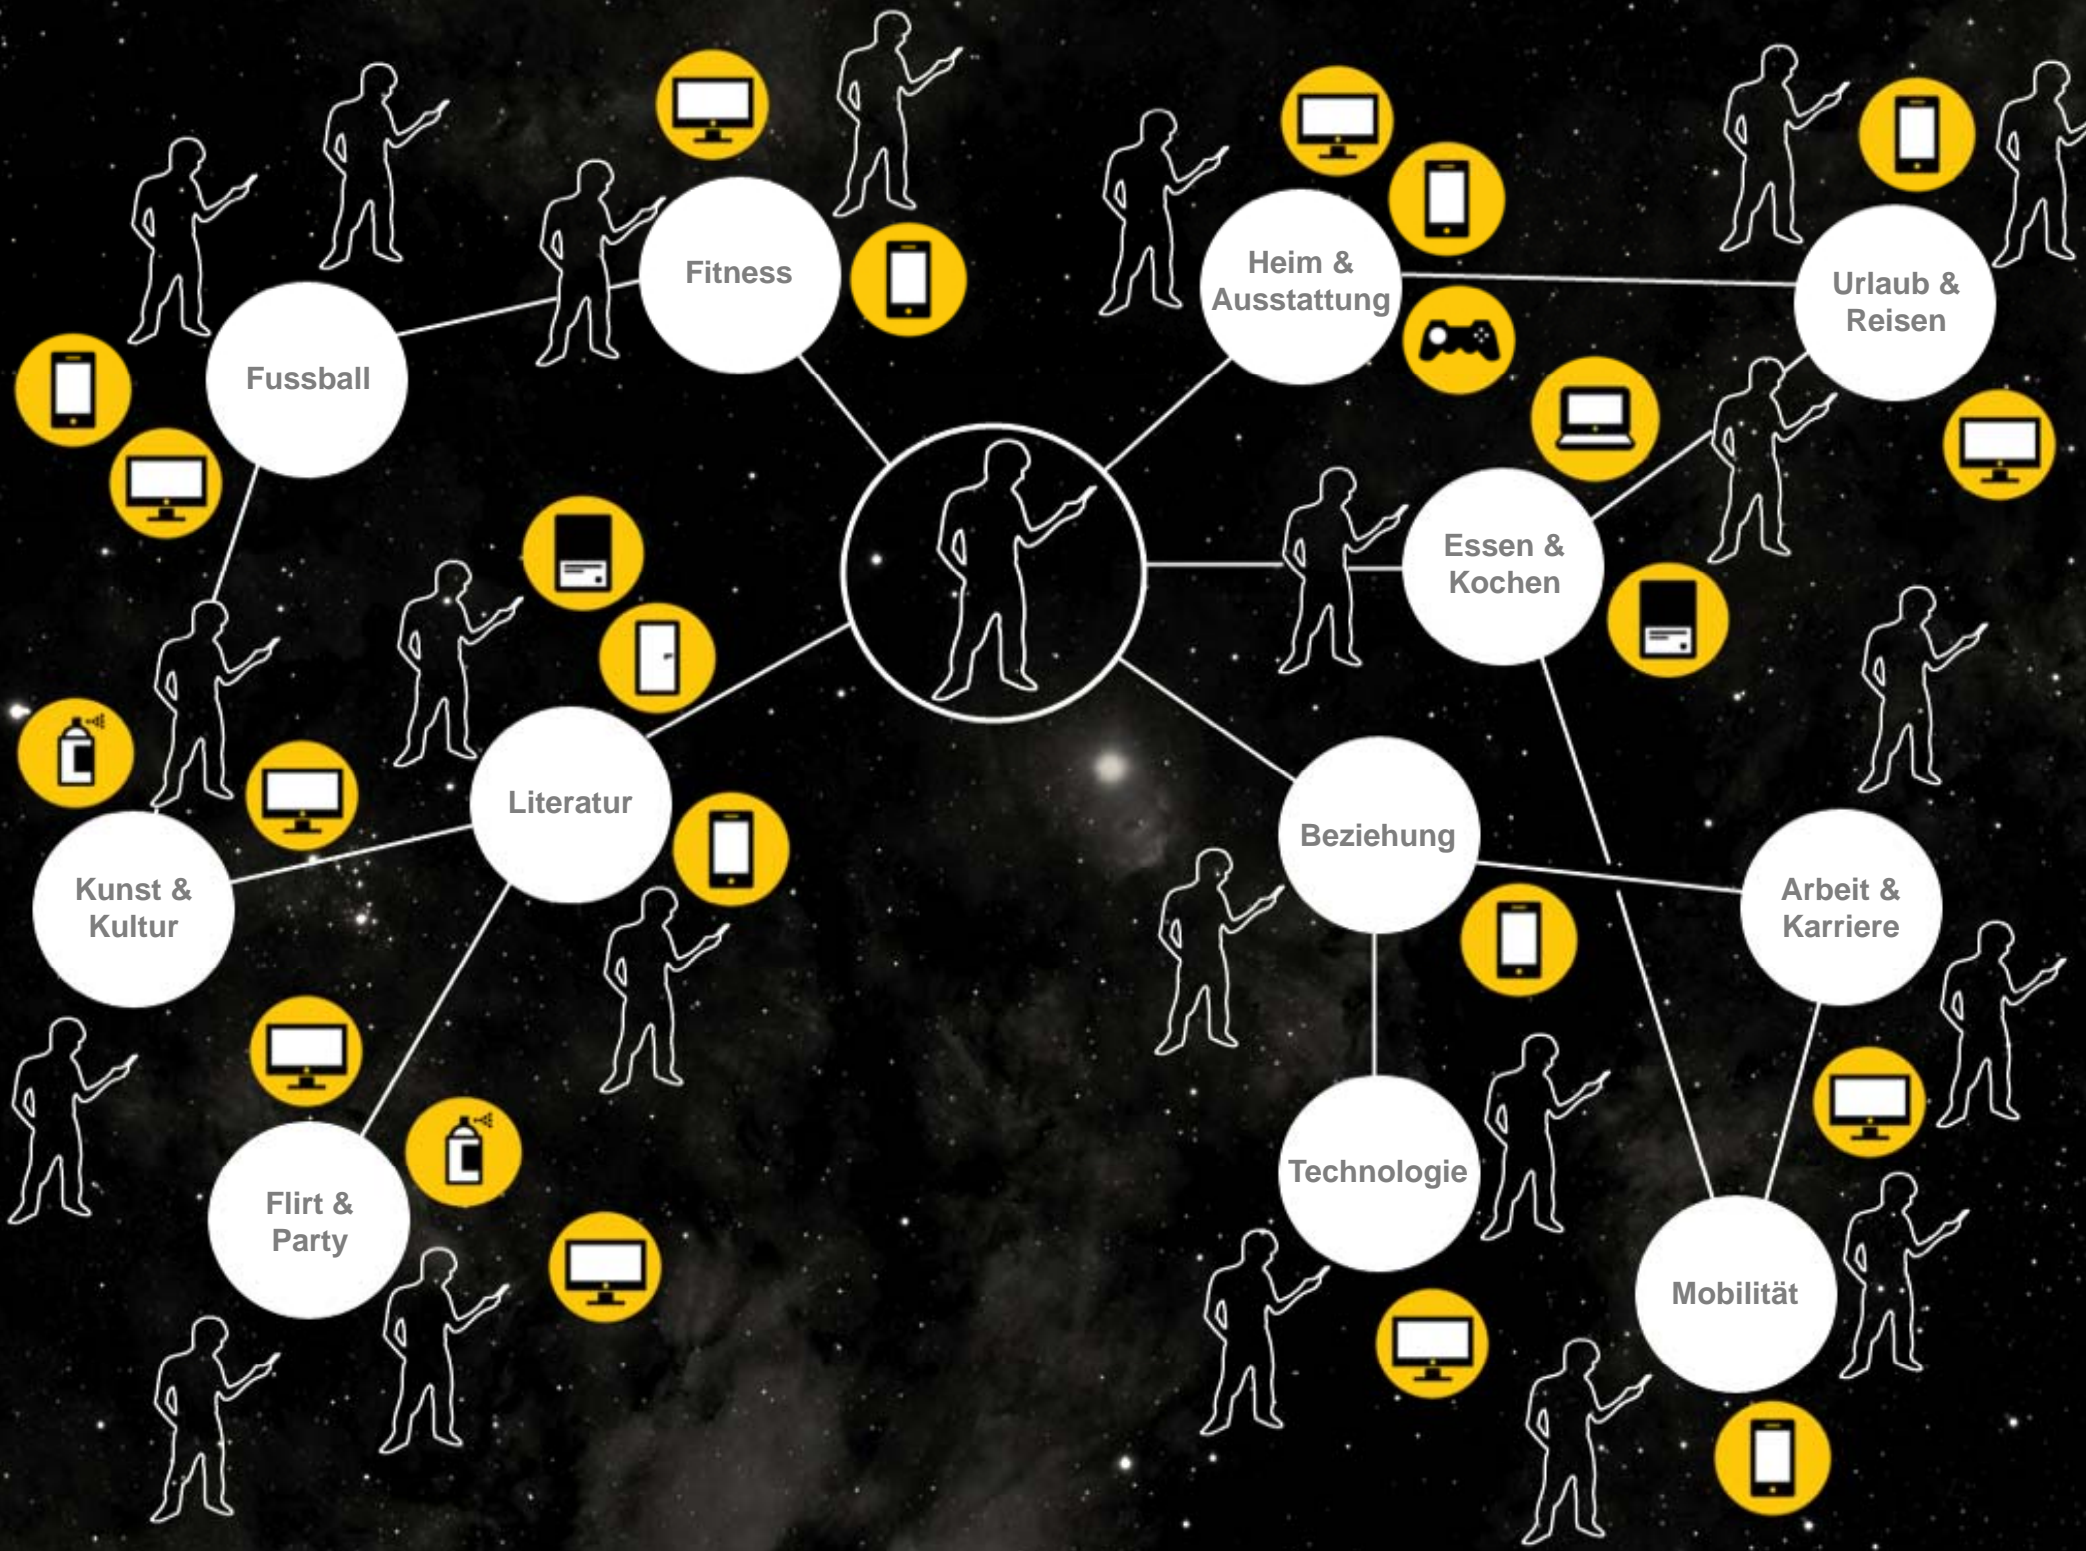 Fitness
Heim &
Ausstattung
Urlaub &
Reisen
Fussball
Essen &
Kochen
Literatur
Beziehung
Kunst &
Kultur
Arbeit &
Karriere
Technologie
Flirt &
Party
Mobilität